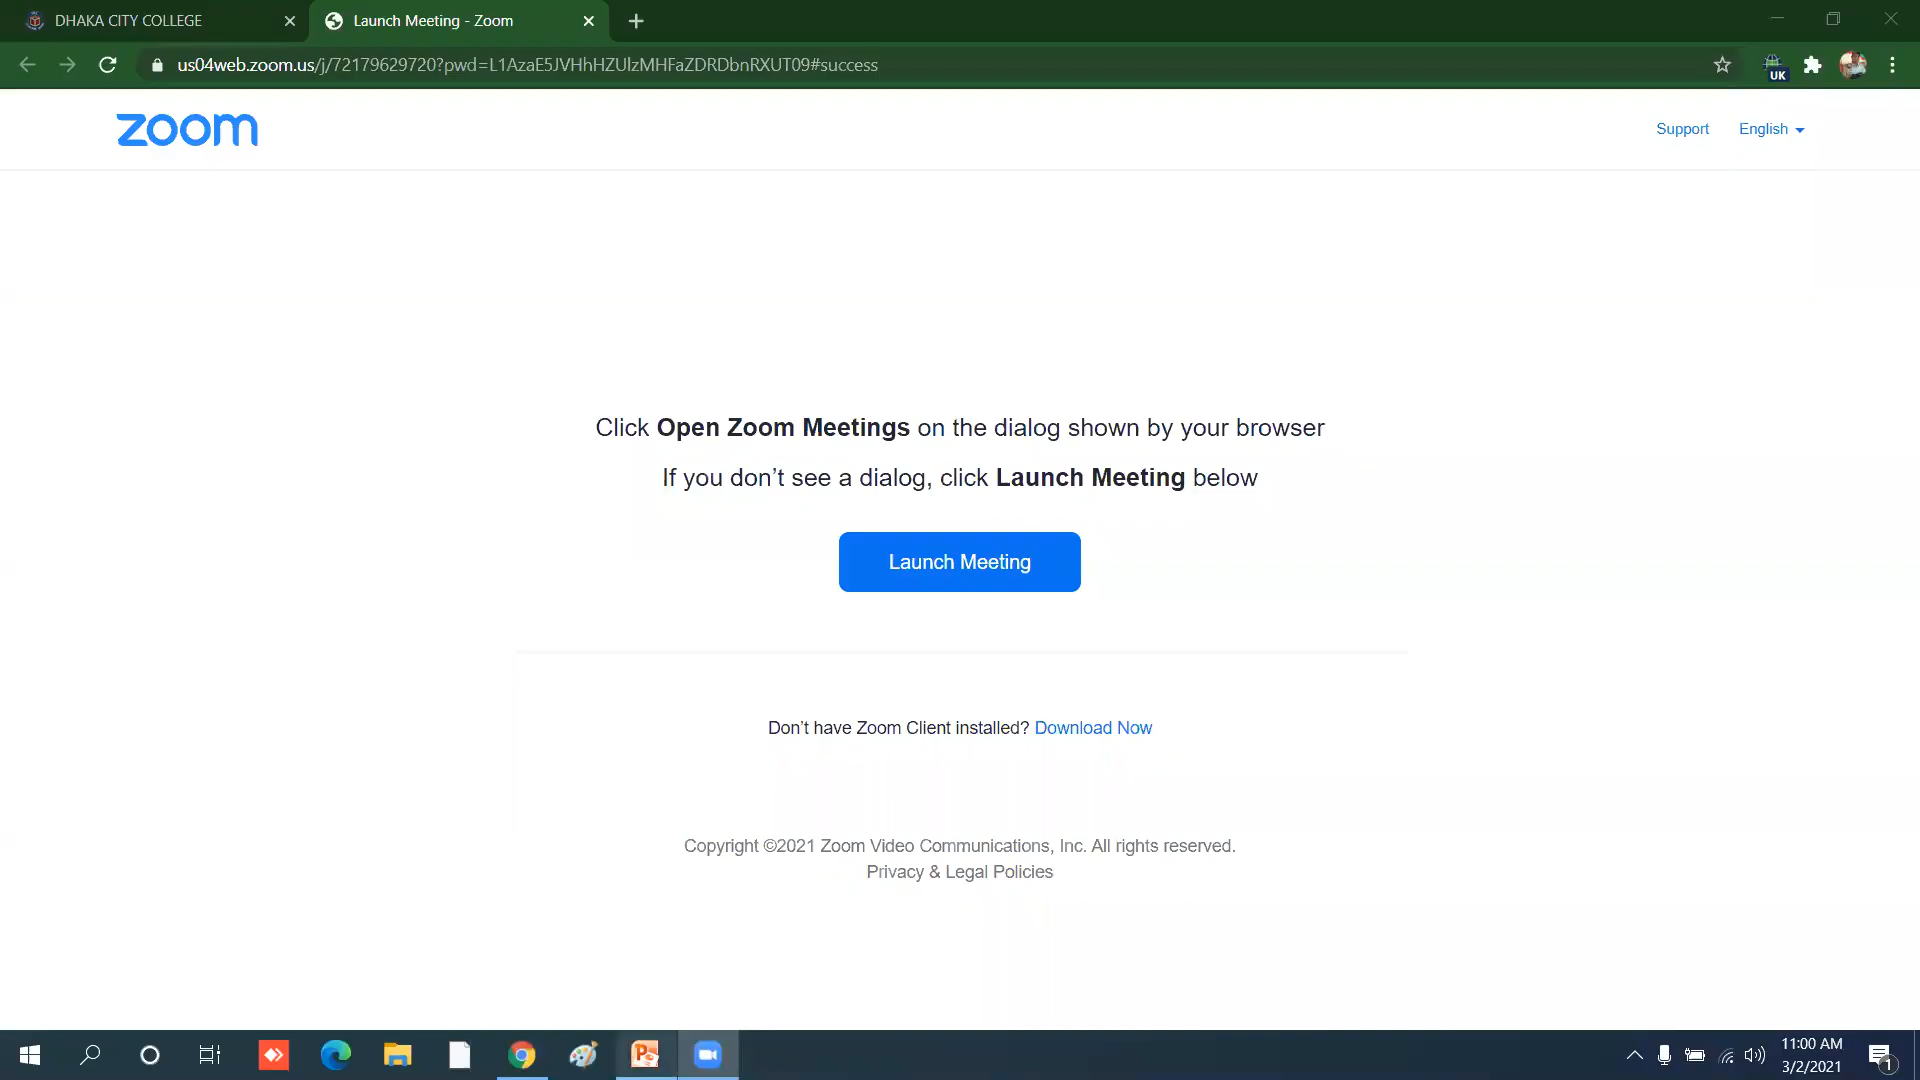 DHAKA CITY COLLEGE
Launch Meeting - Zoom
us04web.zoom.us/j/72179629720?pwd=L1AzaE5JVHhHZUlzMHFaZDRDbnRXUT09#success
UK
zoom
Support
English
Click Open Zoom Meetings on the dialog shown by your browser
If you don’t see a dialog, click Launch Meeting below
Launch Meeting
Don’t have Zoom Client installed? Download Now
Copyright ©2021 Zoom Video Communications, Inc. All rights reserved.
Privacy & Legal Policies
11:00 AM
3/2/2021
1